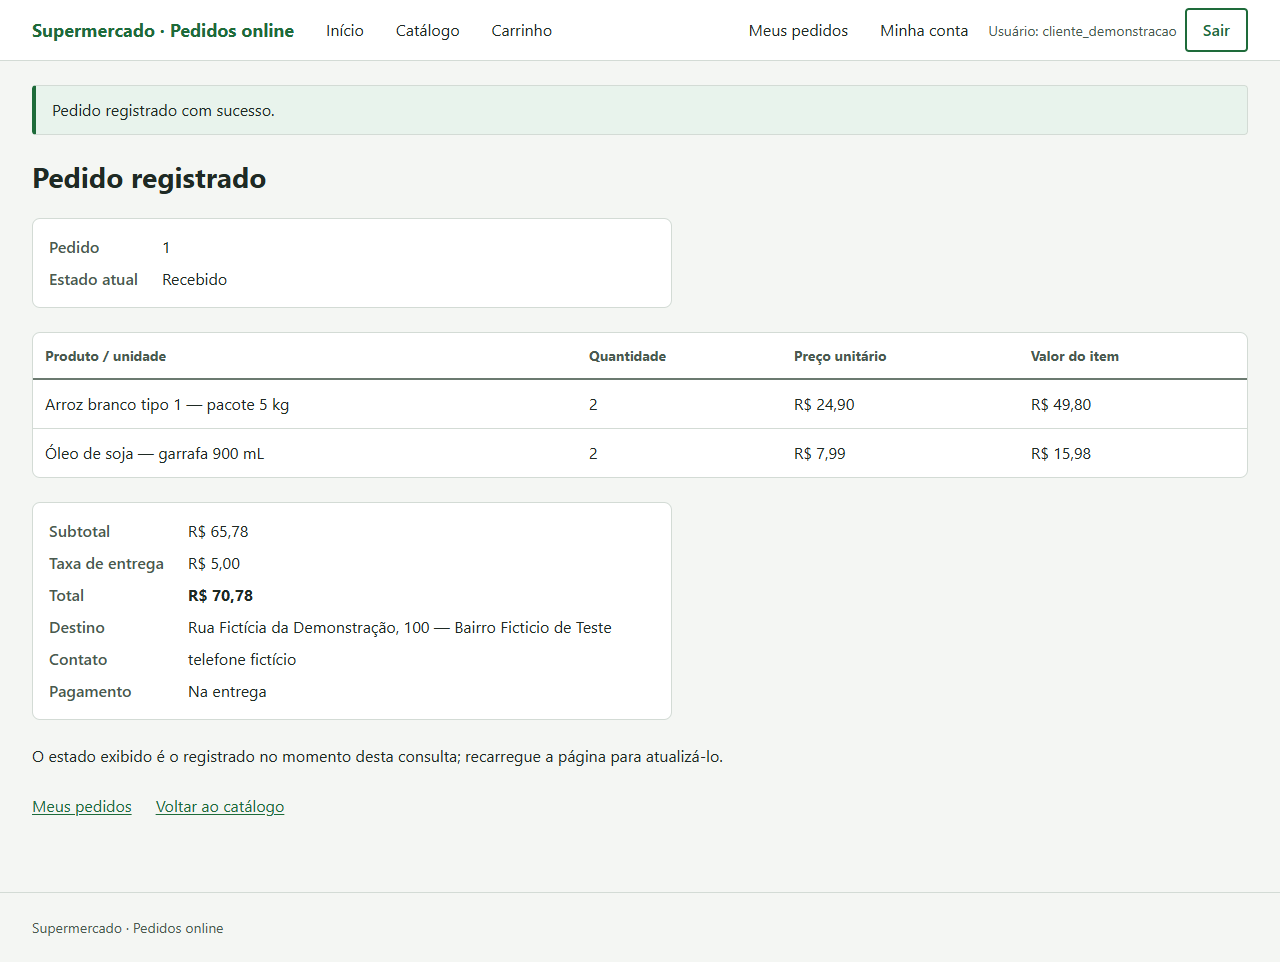 Supermercado · Pedidos online Início Catálogo Carrinho Meus pedidos Minha conta Usuário: cliente_demonstracao Sair
Pedido registrado com sucesso.
Pedido registrado
Pedido 1
Estado atual Recebido
Produto / unidade Quantidade Preço unitário Valor do item
Arroz branco tipo 1 — pacote 5 kg 2 R$ 24,90 R$ 49,80
Óleo de soja — garrafa 900 mL 2 R$ 7,99 R$ 15,98
Subtotal R$ 65,78
Taxa de entrega R$ 5,00
Total R$ 70,78
Destino Rua Fictícia da Demonstração, 100 — Bairro Ficticio de Teste
Contato telefone fictício
Pagamento Na entrega
O estado exibido é o registrado no momento desta consulta; recarregue a página para atualizá-lo.
Meus pedidos Voltar ao catálogo
Supermercado · Pedidos online